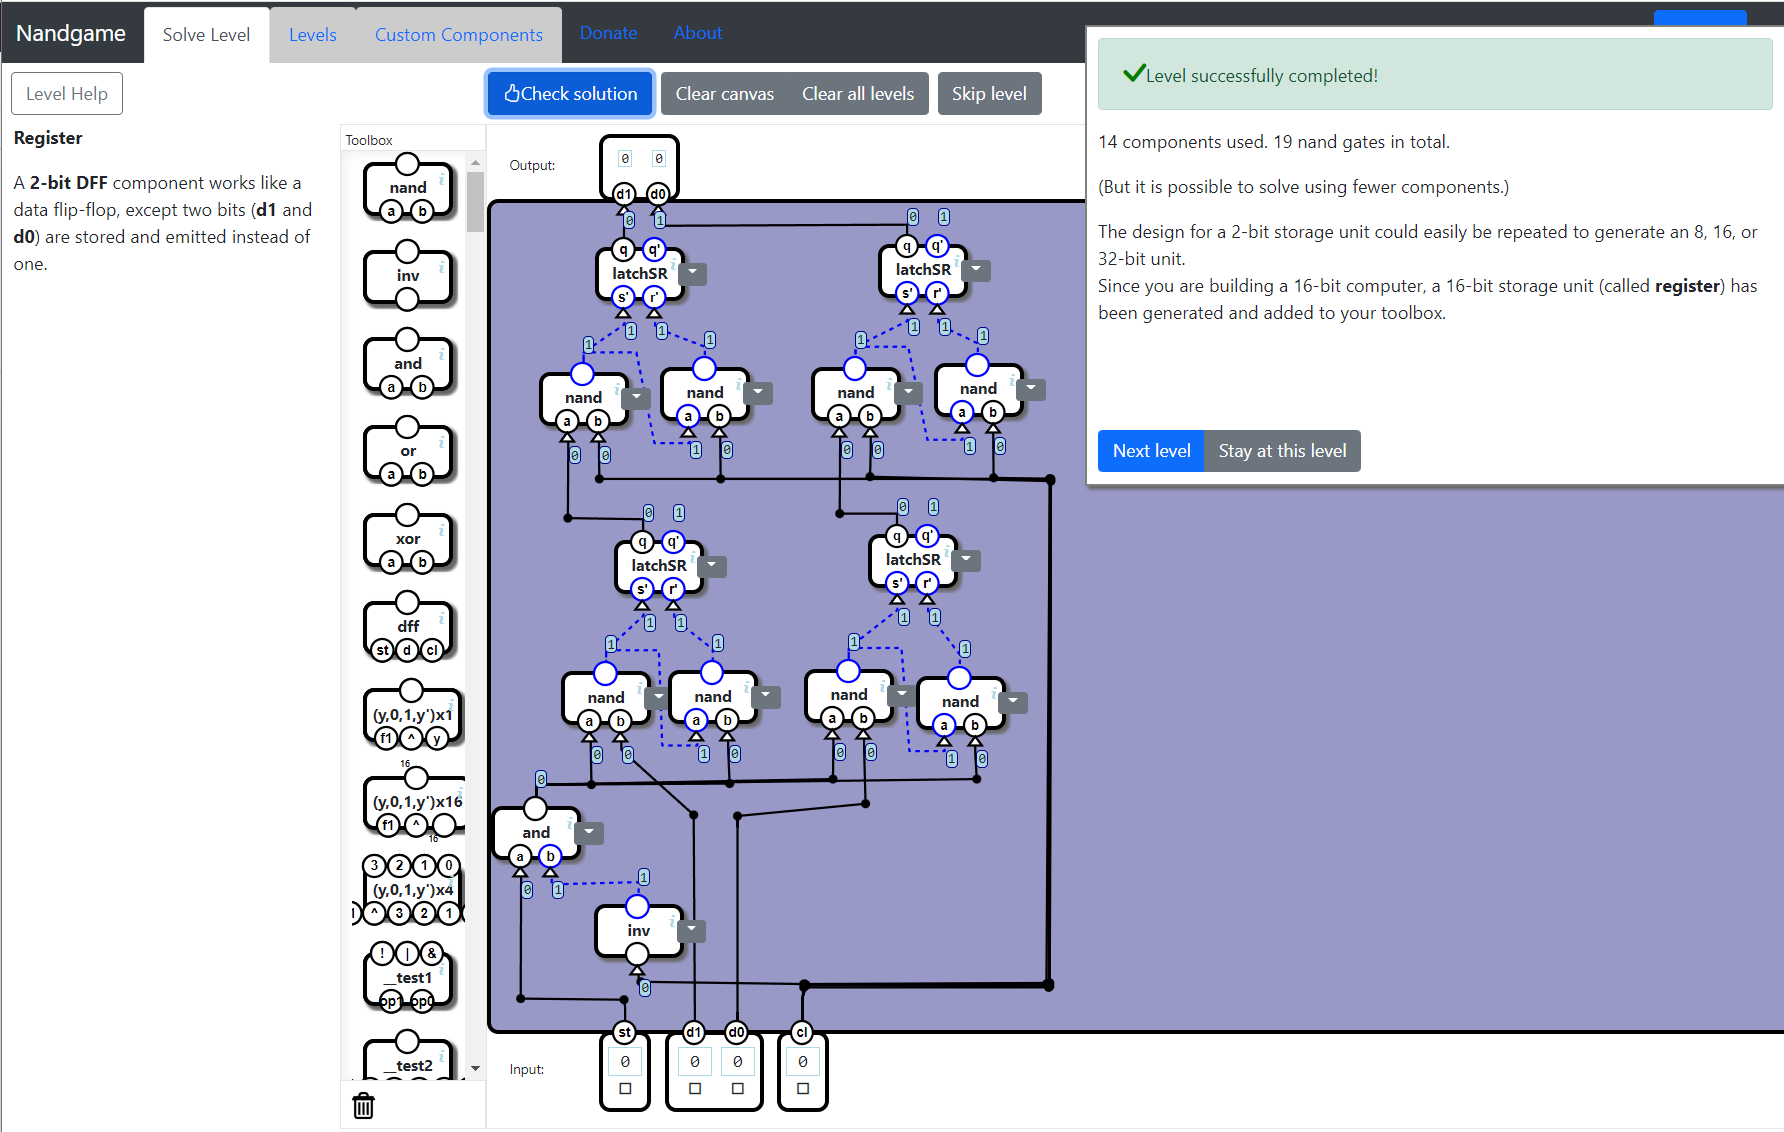 Nandgame
Solve Level
Levels
Custom Components
Donate
About
Level Help
Check solution
Clear canvas
Clear all levels
Skip level
Register
A 2-bit DFF component works like a
data flip-flop, except two bits (d1 and
d0) are stored and emitted instead of
one.
Toolbox
nand
a b
inv
and
a b
or
a b
xor
a b
dff
st d cl
(y,0,1,y')x1
f1 ^ y
16
(y,0,1,y')x16
f1 ^
16
3 2 1 0
(y,0,1,y')x4
^ 3 2 1
! | &
__test1
op1 op0
__test2
Output:
0 0
d1 d0
0 1
0 1
q q'
latchSR
s' r'
q q'
latchSR
s' r'
1 1
1 1
1 1
1 1
nand
a b
nand
a b
nand
a b
nand
a b
0 0 1 0
0 0 1 0
0 1
0 1
q q'
latchSR
s' r'
q q'
latchSR
s' r'
1 1
1 1
1 1
1 1
nand
a b
nand
a b
nand
a b
nand
a b
0 0 1 0
0 0 1 0
0
and
a b
0 1
1
inv
0
st d1 d0 cl
Input:
0 0 0 0
Level successfully completed!
14 components used. 19 nand gates in total.
(But it is possible to solve using fewer components.)
The design for a 2-bit storage unit could easily be repeated to generate an 8, 16, or
32-bit unit.
Since you are building a 16-bit computer, a 16-bit storage unit (called register) has
been generated and added to your toolbox.
Next level
Stay at this level